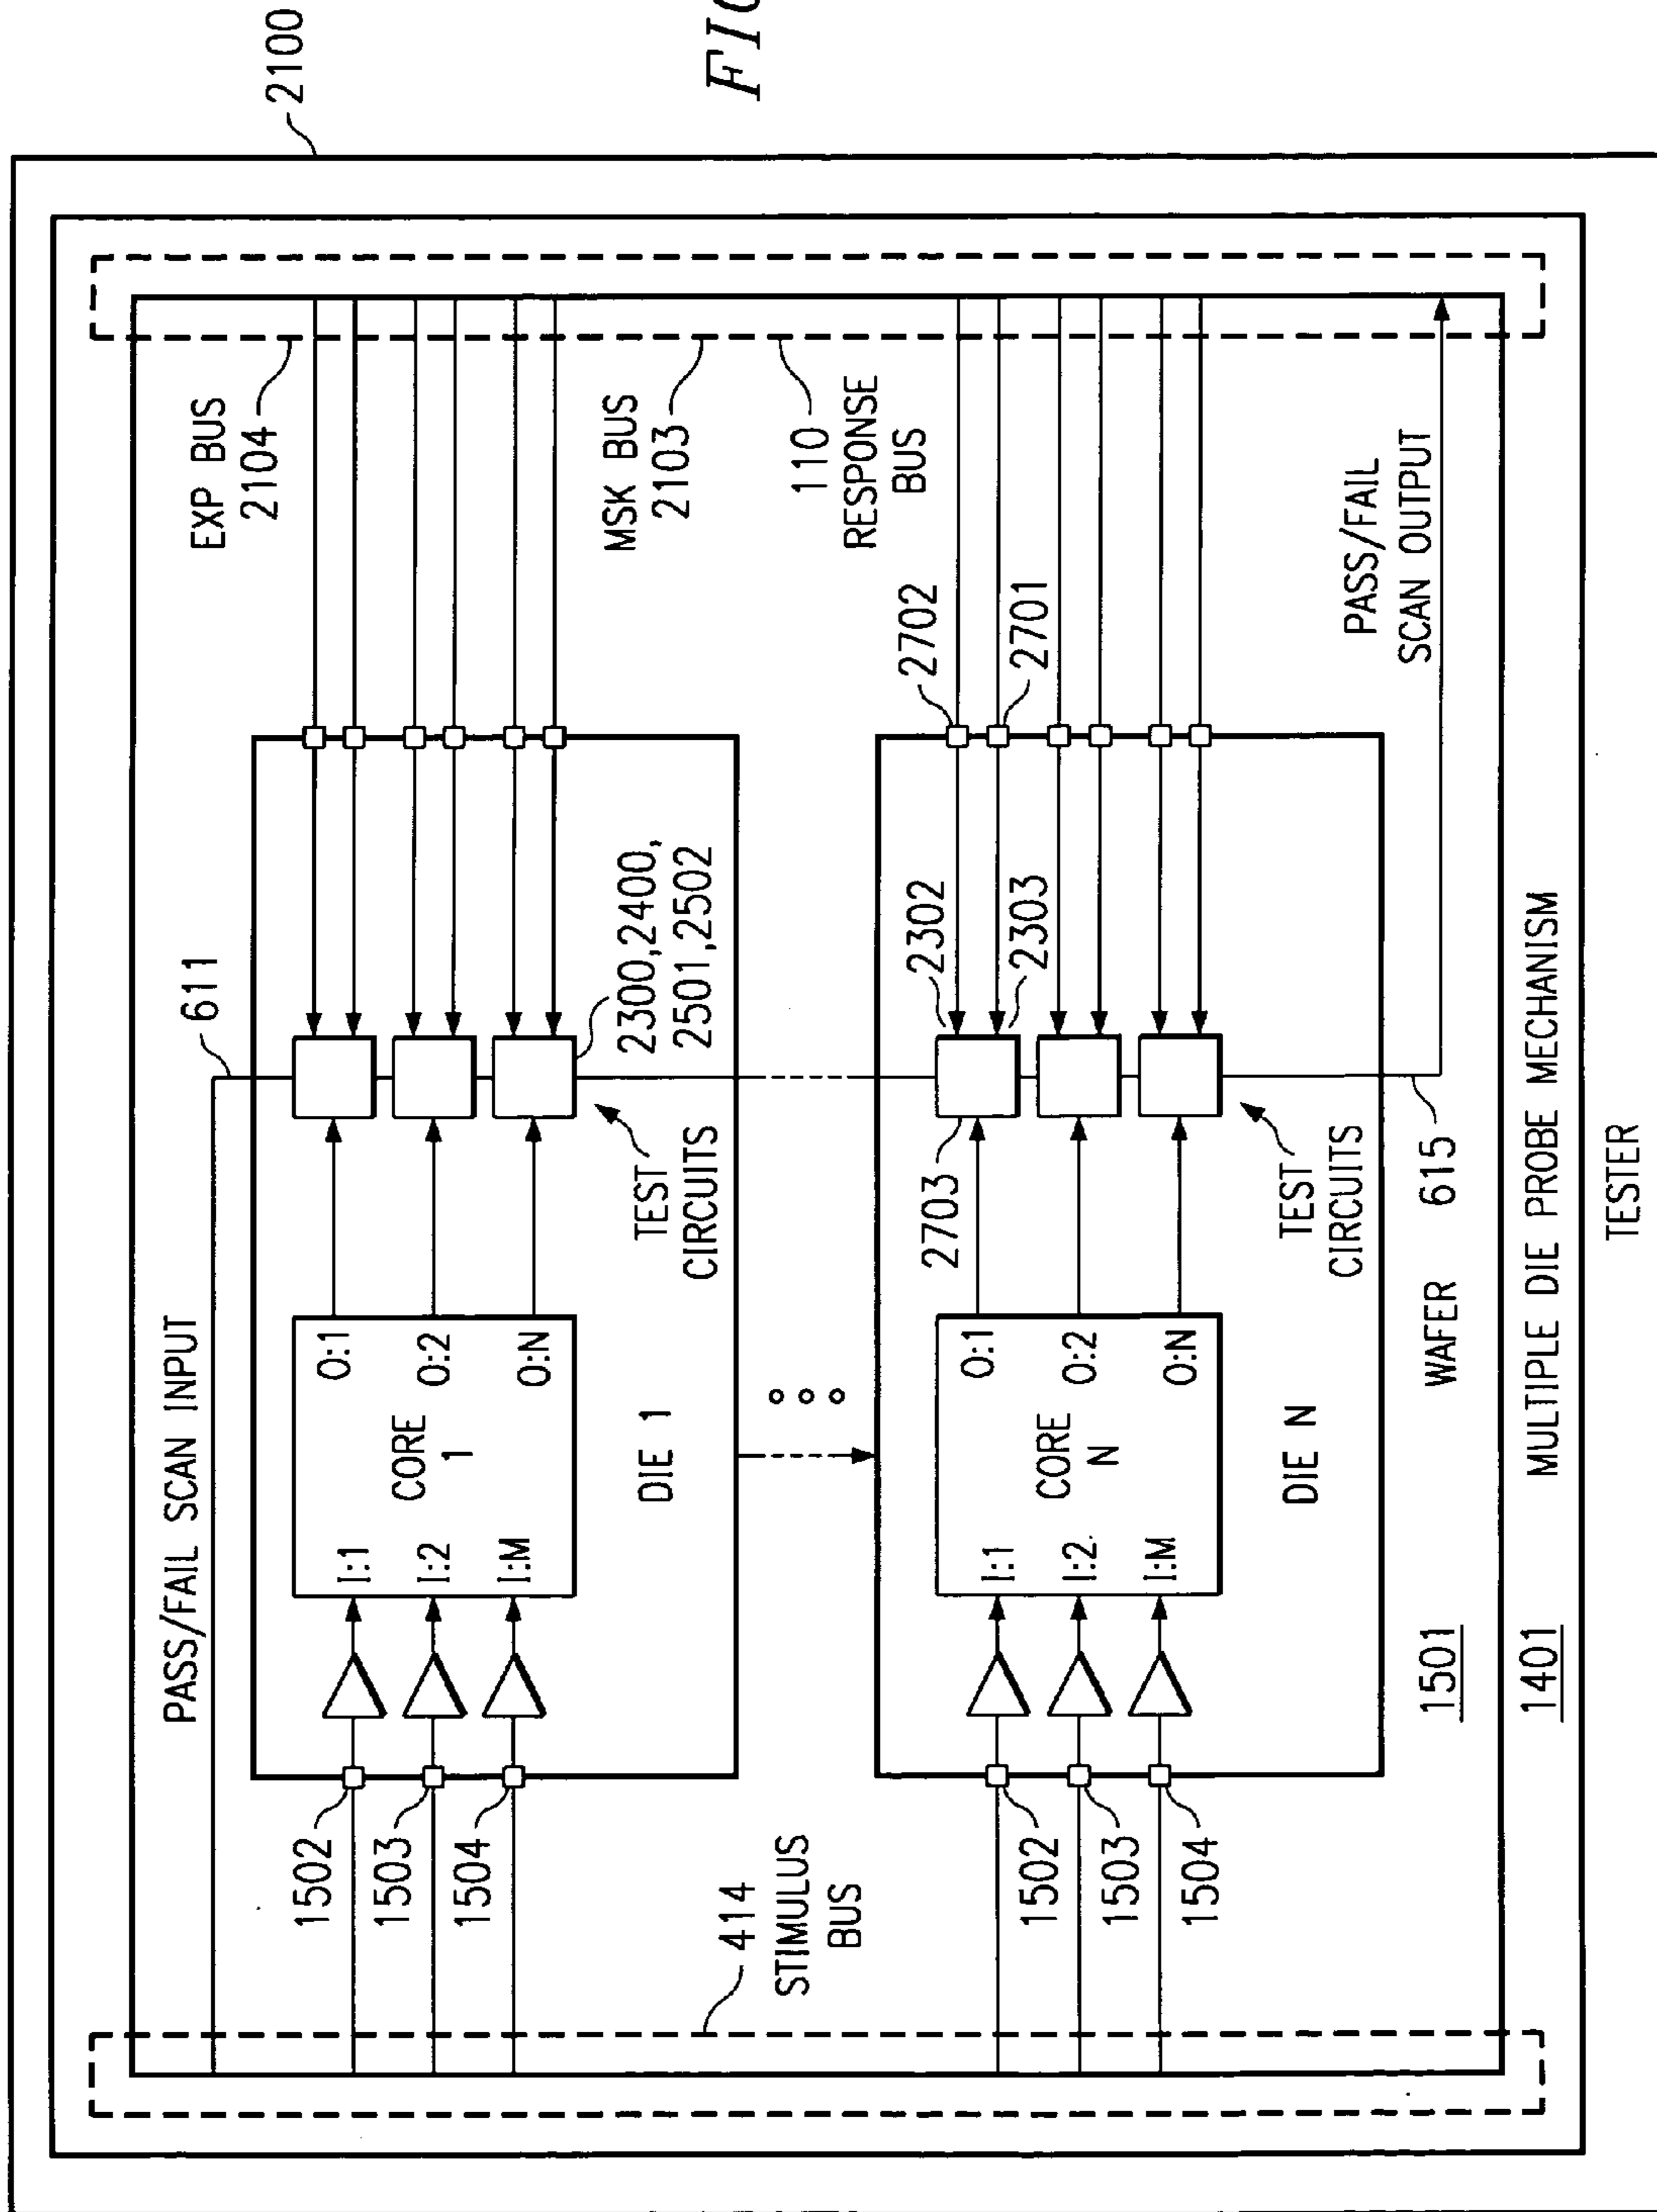 2100
FIG
PASS/FAIL SCAN INPUT
611
EXP BUS
2104
1502
1503
1504
I:1
I:2
I:M
CORE
1
O:1
O:2
O:N
DIE 1
TEST
CIRCUITS
2300,2400,
2501,2502
MSK BUS
2103
110
RESPONSE
BUS
414
STIMULUS
BUS
1502
1503
1504
I:1
I:2
I:M
CORE
N
O:1
O:2
O:N
DIE N
2703
2302
2303
2702
2701
TEST
CIRCUITS
PASS/FAIL
SCAN OUTPUT
1501
WAFER
615
1401
MULTIPLE DIE PROBE MECHANISM
TESTER